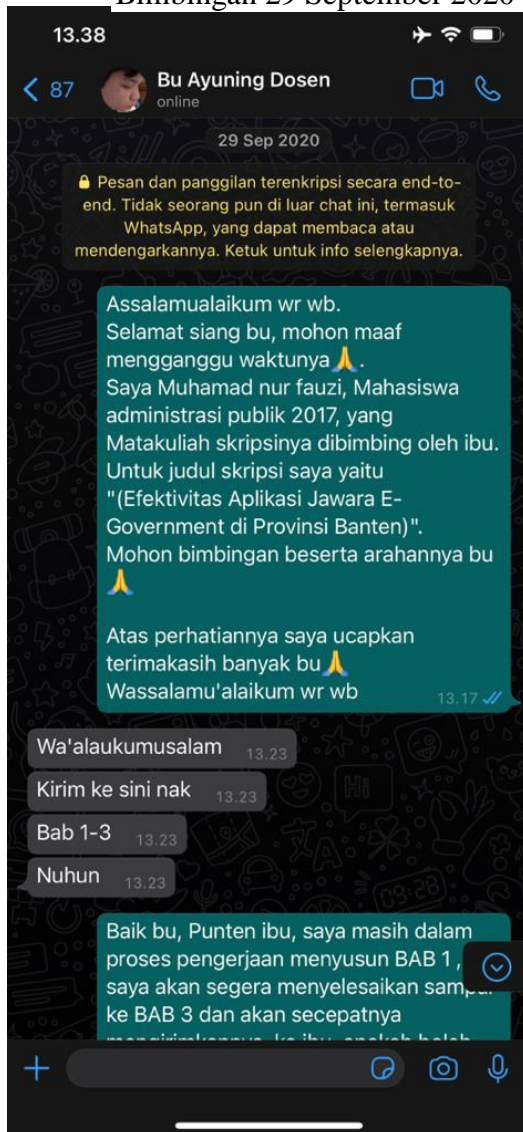 Bimbingan 29 September 2020
13.38
87
Bu Ayuning Dosen
online
29 Sep 2020
Pesan dan panggilan terenkripsi secara end-to-
end. Tidak seorang pun di luar chat ini, termasuk
WhatsApp, yang dapat membaca atau
mendengarkannya. Ketuk untuk info selengkapnya.
Assalamualaikum wr wb.
Selamat siang bu, mohon maaf
mengganggu waktunya🙏.
Saya Muhamad nur fauzi, Mahasiswa
administrasi publik 2017, yang
Matakuliah skripsinya dibimbing oleh ibu.
Untuk judul skripsi saya yaitu
"(Efektivitas Aplikasi Jawara E-
Government di Provinsi Banten)".
Mohon bimbingan beserta arahannya bu
🙏
Atas perhatiannya saya ucapkan
terimakasih banyak bu🙏
Wassalamu'alaikum wr wb
13.17
Wa'alaukumusalam 13.23
Kirim ke sini nak 13.23
Bab 1-3 13.23
Nuhun 13.23
Baik bu, Punten ibu, saya masih dalam
proses pengerjaan menyusun BAB 1 ,
saya akan segera menyelesaikan
ke BAB 3 dan akan secepatnya